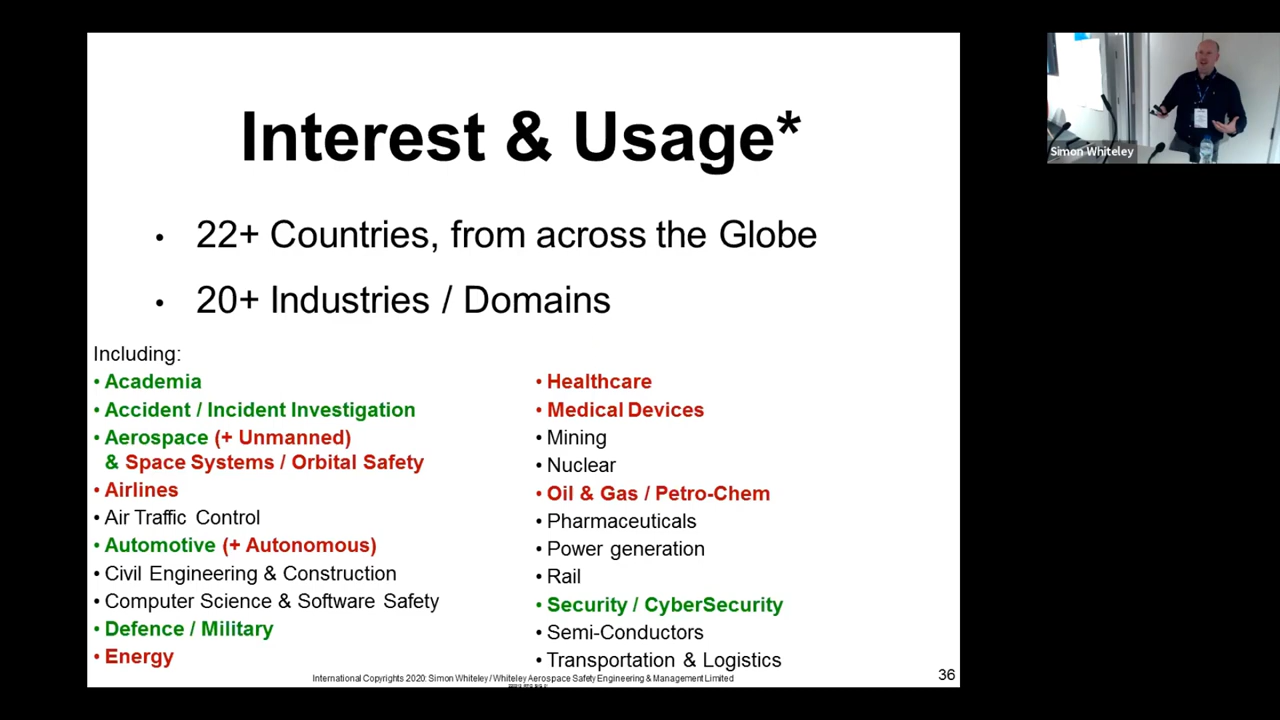 Interest & Usage*
• 22+ Countries, from across the Globe
• 20+ Industries / Domains
Including:
• Academia
• Accident / Incident Investigation
• Aerospace (+ Unmanned)
& Space Systems / Orbital Safety
• Airlines
• Air Traffic Control
• Automotive (+ Autonomous)
• Civil Engineering & Construction
• Computer Science & Software Safety
• Defence / Military
• Energy
• Healthcare
• Medical Devices
• Mining
• Nuclear
• Oil & Gas / Petro-Chem
• Pharmaceuticals
• Power generation
• Rail
• Security / CyberSecurity
• Semi-Conductors
• Transportation & Logistics
International Copyrights 2020: Simon Whiteley / Whiteley Aerospace Safety Engineering & Management Limited
36
Simon Whiteley